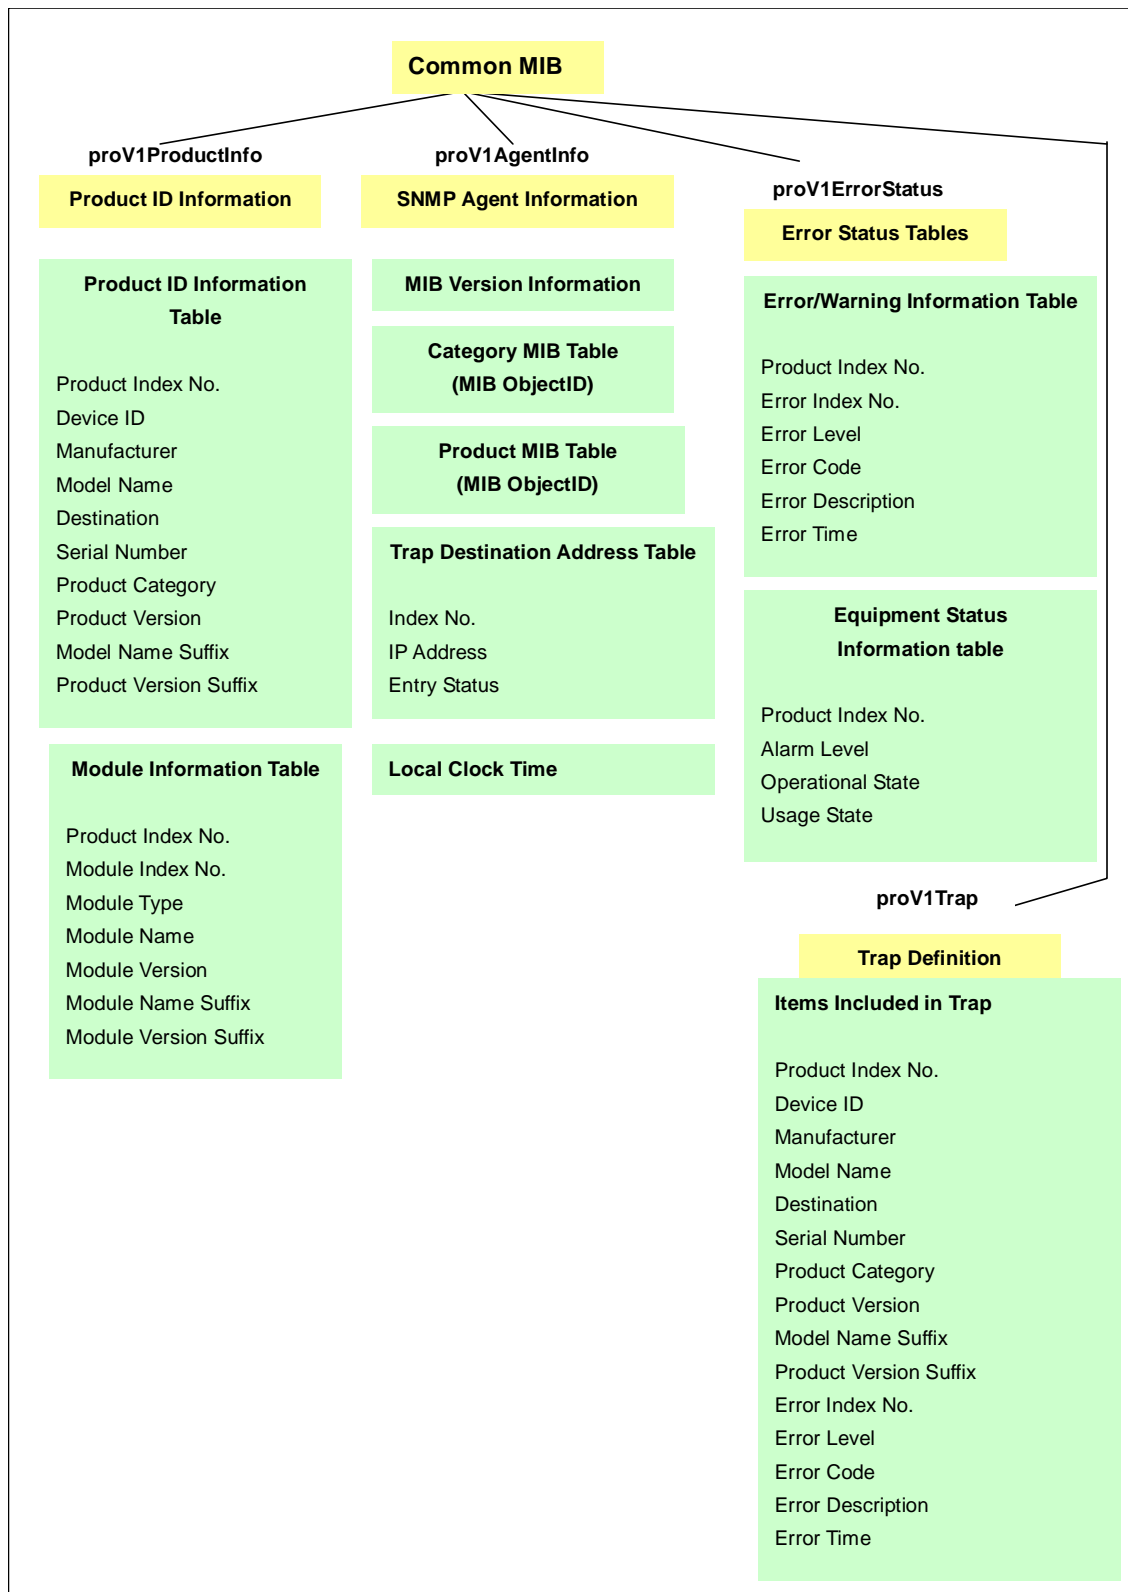 Common MIB
proV1ProductInfo
Product ID Information
Product ID Information
Table
Product Index No.
Device ID
Manufacturer
Model Name
Destination
Serial Number
Product Category
Product Version
Model Name Suffix
Product Version Suffix
Module Information Table
Product Index No.
Module Index No.
Module Type
Module Name
Module Version
Module Name Suffix
Module Version Suffix
proV1AgentInfo
SNMP Agent Information
MIB Version Information
Category MIB Table
(MIB ObjectID)
Product MIB Table
(MIB ObjectID)
Trap Destination Address Table
Index No.
IP Address
Entry Status
Local Clock Time
proV1ErrorStatus
Error Status Tables
Error/Warning Information Table
Product Index No.
Error Index No.
Error Level
Error Code
Error Description
Error Time
Equipment Status
Information table
Product Index No.
Alarm Level
Operational State
Usage State
proV1Trap
Trap Definition
Items Included in Trap
Product Index No.
Device ID
Manufacturer
Model Name
Destination
Serial Number
Product Category
Product Version
Model Name Suffix
Product Version Suffix
Error Index No.
Error Level
Error Code
Error Description
Error Time